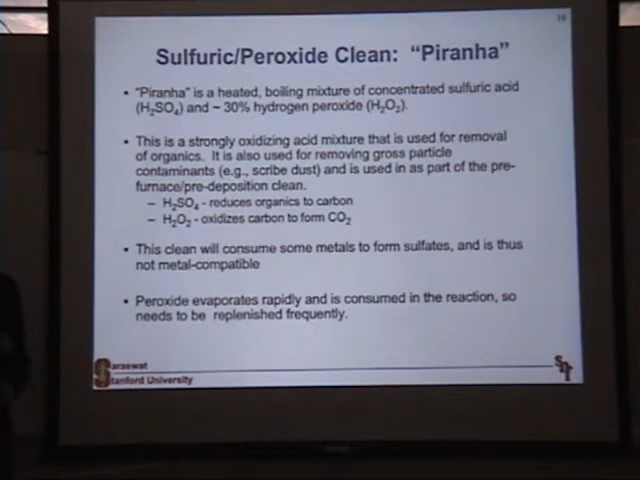 16
Sulfuric/Peroxide Clean: “Piranha”
• “Piranha” is a heated, boiling mixture of concentrated sulfuric acid
(H₂SO₄) and ~ 30% hydrogen peroxide (H₂O₂).
• This is a strongly oxidizing acid mixture that is used for removal
of organics. It is also used for removing gross particle
contaminants (e.g., scribe dust) and is used in as part of the pre-
furnace/pre-deposition clean.
– H₂SO₄ - reduces organics to carbon
– H₂O₂ - oxidizes carbon to form CO₂
• This clean will consume some metals to form sulfates, and is thus
not metal-compatible
• Peroxide evaporates rapidly and is consumed in the reaction, so
needs to be replenished frequently.
Saraswat
Stanford University